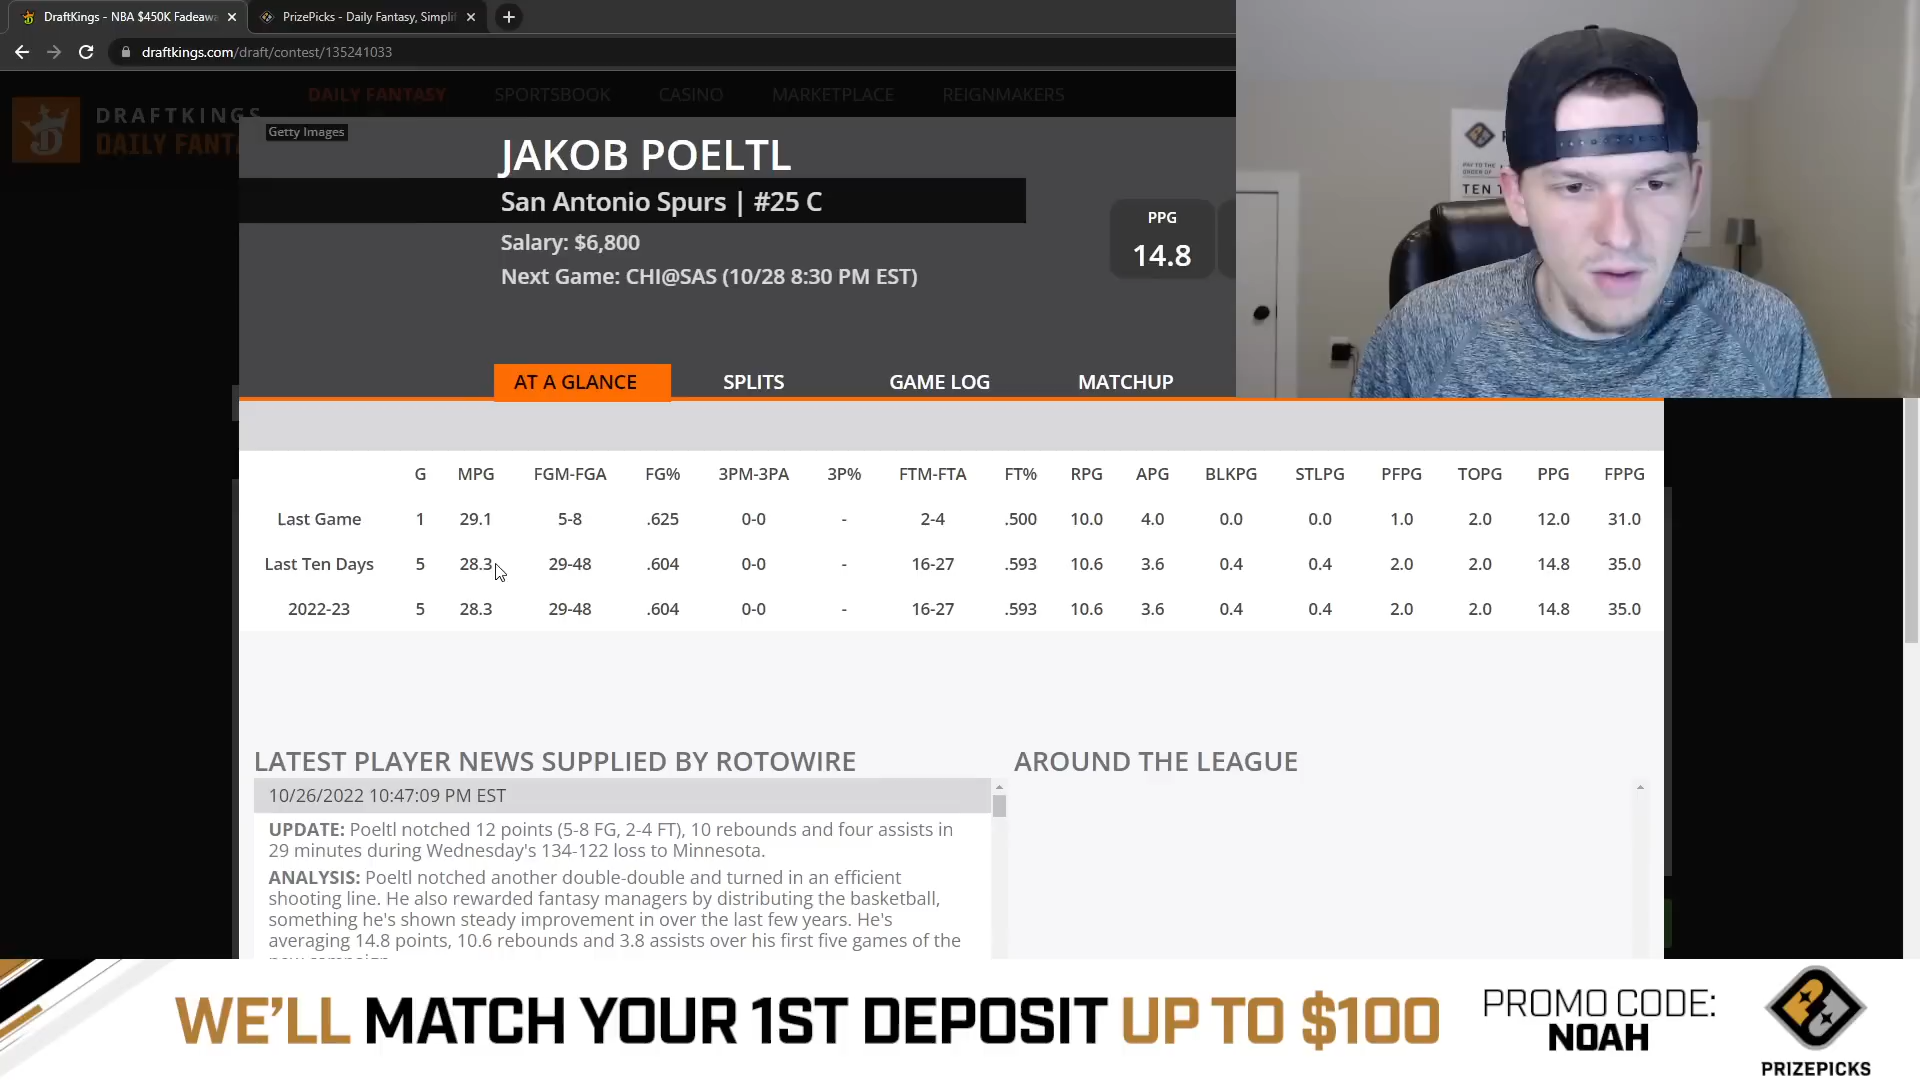 DraftKings - NBA $450K Fadeawa
PrizePicks - Daily Fantasy, Simplif
draftkings.com/draft/contest/135241033
DAILY FANTASY SPORTSBOOK CASINO MARKETPLACE REIGNMAKERS
DRAFTKINGS
DAILY FANTA
Getty Images
JAKOB POELTL
San Antonio Spurs | #25 C
Salary: $6,800
Next Game: CHI@SAS (10/28 8:30 PM EST)
PPG
14.8
PAY TO THE
ORDER OF
TEN T
AT A GLANCE SPLITS GAME LOG MATCHUP
G MPG FGM-FGA FG% 3PM-3PA 3P% FTM-FTA FT% RPG APG BLKPG STLPG PFPG TOPG PPG FPPG
Last Game 1 29.1 5-8 .625 0-0 - 2-4 .500 10.0 4.0 0.0 0.0 1.0 2.0 12.0 31.0
Last Ten Days 5 28.3 29-48 .604 0-0 - 16-27 .593 10.6 3.6 0.4 0.4 2.0 2.0 14.8 35.0
2022-23 5 28.3 29-48 .604 0-0 - 16-27 .593 10.6 3.6 0.4 0.4 2.0 2.0 14.8 35.0
LATEST PLAYER NEWS SUPPLIED BY ROTOWIRE
AROUND THE LEAGUE
10/26/2022 10:47:09 PM EST
UPDATE: Poeltl notched 12 points (5-8 FG, 2-4 FT), 10 rebounds and four assists in
29 minutes during Wednesday's 134-122 loss to Minnesota.
ANALYSIS: Poeltl notched another double-double and turned in an efficient
shooting line. He also rewarded fantasy managers by distributing the basketball,
something he's shown steady improvement in over the last few years. He's
averaging 14.8 points, 10.6 rebounds and 3.8 assists over his first five games of the
WE'LL MATCH YOUR 1ST DEPOSIT UP TO $100
PROMO CODE:
NOAH
PRIZEPICKS